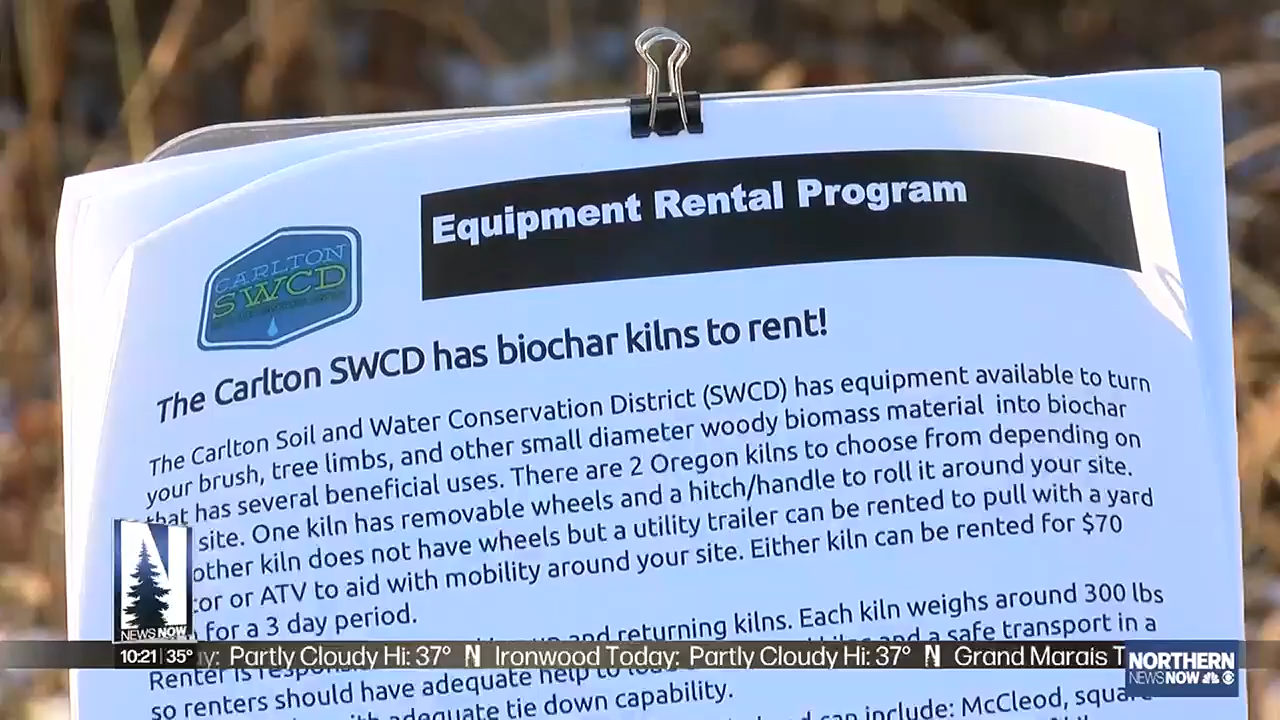 Equipment Rental Program
CARLTON
SWCD
The Carlton SWCD has biochar kilns to rent!
The Carlton Soil and Water Conservation District (SWCD) has equipment available to turn
your brush, tree limbs, and other small diameter woody biomass material into biochar
that has several beneficial uses. There are 2 Oregon kilns to choose from depending on
site. One kiln has removable wheels and a hitch/handle to roll it around your site.
other kiln does not have wheels but a utility trailer can be rented to pull with a yard
tor or ATV to aid with mobility around your site. Either kiln can be rented for $70
for a 3 day period.
and returning kilns. Each kiln weighs around 300 lbs
Renter is and a safe transport in a
so renters should have adequate help to
adequate tie down capability.
can include: McCleod,
N
NEWS NOW
10:21 35° y: Partly Cloudy Hi: 37° N Ironwood Today: Partly Cloudy Hi: 37° N Grand Marais T
NORTHERN
NEWS NOW